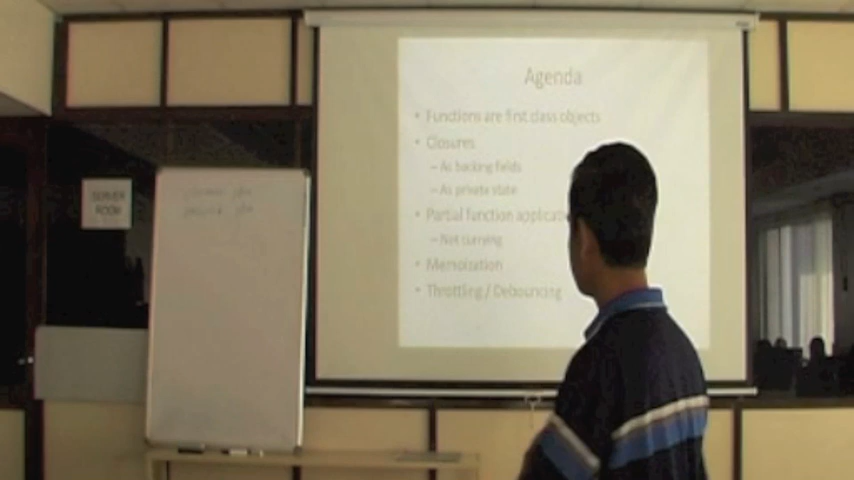 Agenda
• Functions are first class objects
• Closures
– As backing fields
– As private state
• Partial function
– Not currying
• Memoization
• Throttling / Debouncing
SERVER
ROOM